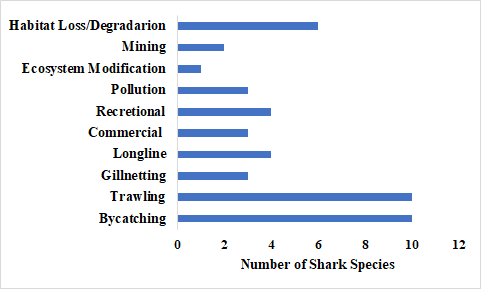 Habitat Loss/Degradarion
Mining
Ecosystem Modification
Pollution
Recretional
Commercial
Longline
Gillnetting
Trawling
Bycatching
0 2 4 6 8 10 12
Number of Shark Species